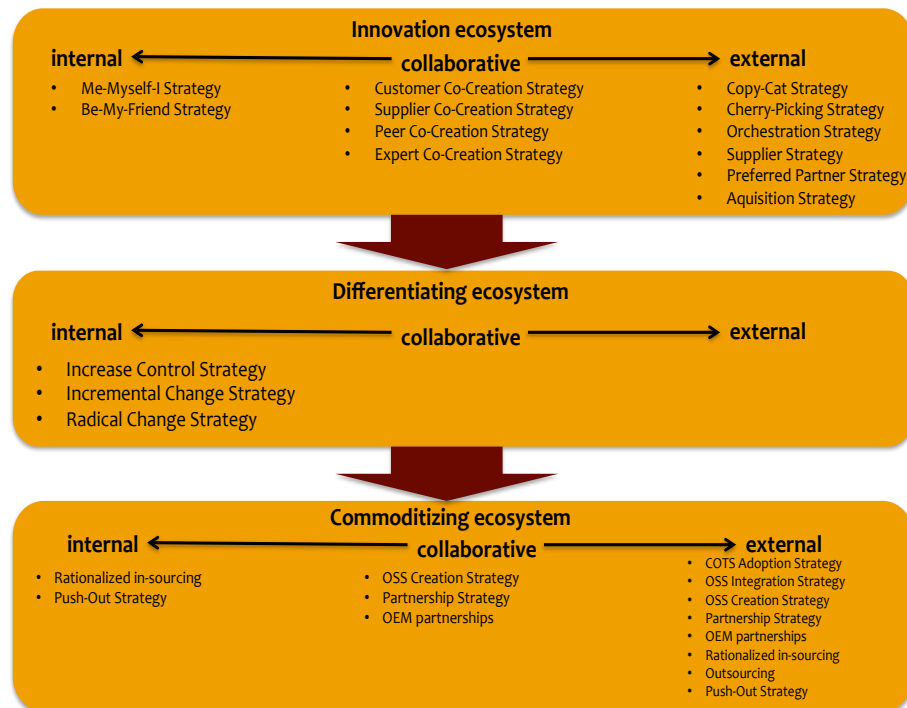 Innovation ecosystem
internal
collaborative
external
• Me-Myself-I Strategy
• Be-My-Friend Strategy
• Customer Co-Creation Strategy
• Supplier Co-Creation Strategy
• Peer Co-Creation Strategy
• Expert Co-Creation Strategy
• Copy-Cat Strategy
• Cherry-Picking Strategy
• Orchestration Strategy
• Supplier Strategy
• Preferred Partner Strategy
• Aquisition Strategy
Differentiating ecosystem
internal
collaborative
external
• Increase Control Strategy
• Incremental Change Strategy
• Radical Change Strategy
Commoditizing ecosystem
internal
collaborative
external
• Rationalized in-sourcing
• Push-Out Strategy
• OSS Creation Strategy
• Partnership Strategy
• OEM partnerships
• COTS Adoption Strategy
• OSS Integration Strategy
• OSS Creation Strategy
• Partnership Strategy
• OEM partnerships
• Rationalized in-sourcing
• Outsourcing
• Push-Out Strategy